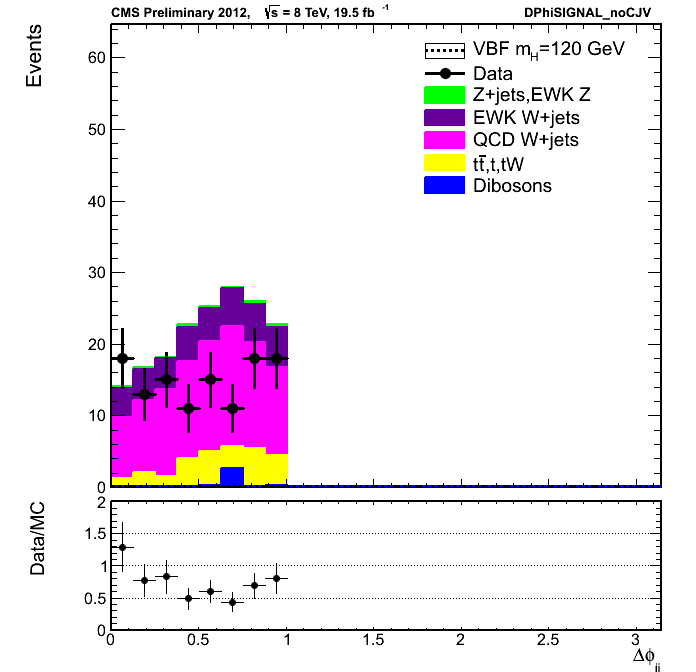 CMS Preliminary 2012, √s = 8 TeV, 19.5 fb⁻¹ DPhiSIGNAL_noCJV
Events
60
50
40
30
20
10
0
VBF m_H=120 GeV
Data
Z+jets,EWK Z
EWK W+jets
QCD W+jets
tt̄,t,tW
Dibosons
Data/MC
2
1.5
1
0.5
0
0 0.5 1 1.5 2 2.5 3
Δϕ_jj